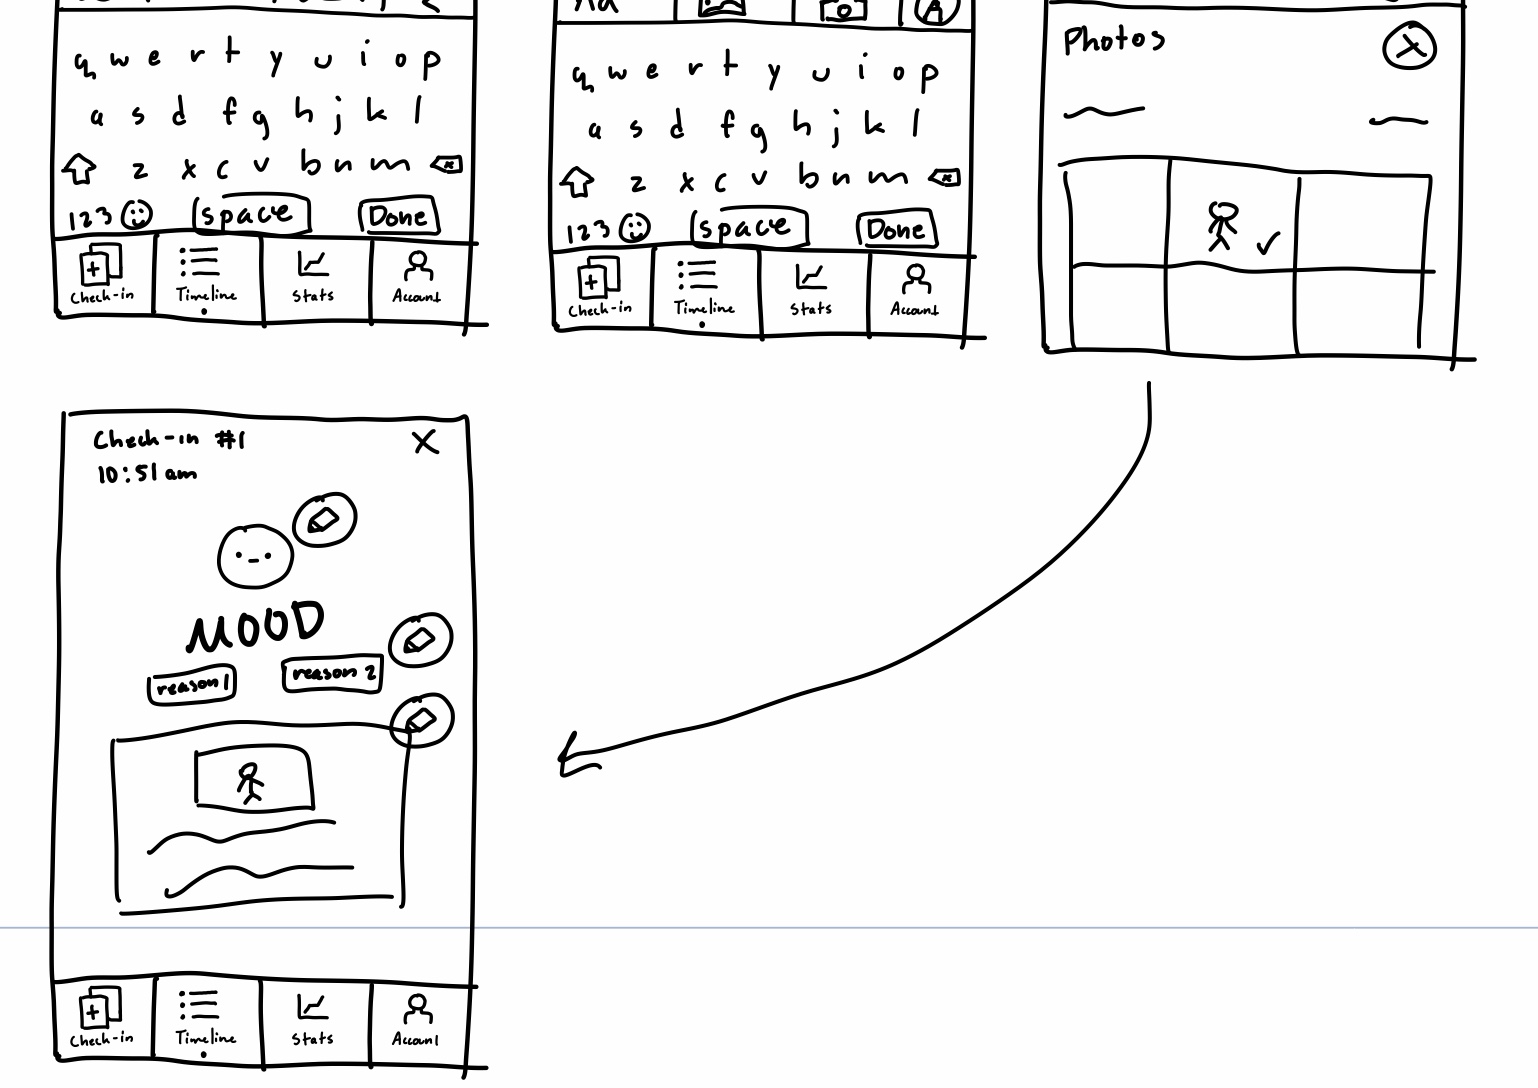 Aa
Photos
q w e r t y u i o p
a s d f g h j k l
z x c v b n m
123 space Done
Check-in Timeline Stats Account
q w e r t y u i o p
a s d f g h j k l
z x c v b n m
123 space Done
Check-in Timeline Stats Account
Check-in #1
10:51 am
MOOD
reason 1 reason 2
Check-in Timeline Stats Account